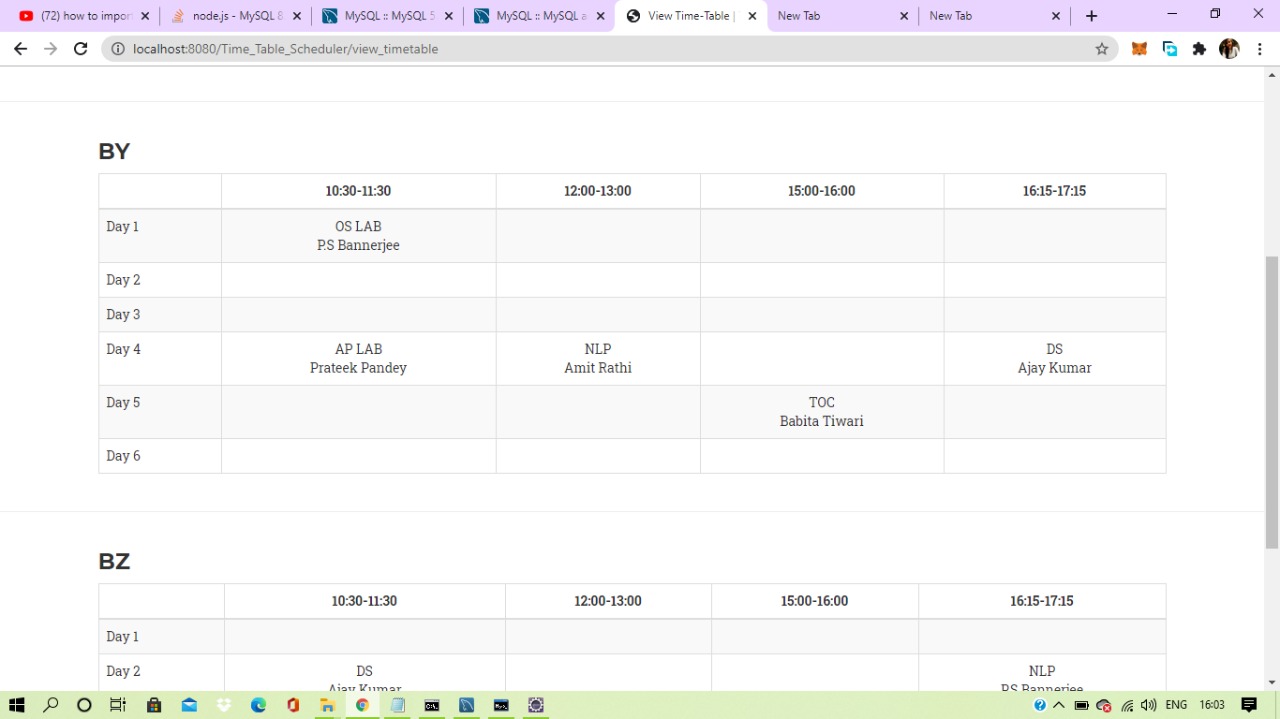 (72) how to import
node.js - MySQL 8
MySQL :: MySQL 5
MySQL :: MySQL a
View Time-Table |
New Tab
New Tab
localhost:8080/Time_Table_Scheduler/view_timetable
BY
10:30-11:30 12:00-13:00 15:00-16:00 16:15-17:15
Day 1 OS LAB
P.S Bannerjee
Day 2
Day 3
Day 4 AP LAB NLP DS
Prateek Pandey Amit Rathi Ajay Kumar
Day 5 TOC
Babita Tiwari
Day 6
BZ
10:30-11:30 12:00-13:00 15:00-16:00 16:15-17:15
Day 1
Day 2 DS NLP
Ajay Kumar P.S Bannerjee
ENG 16:03